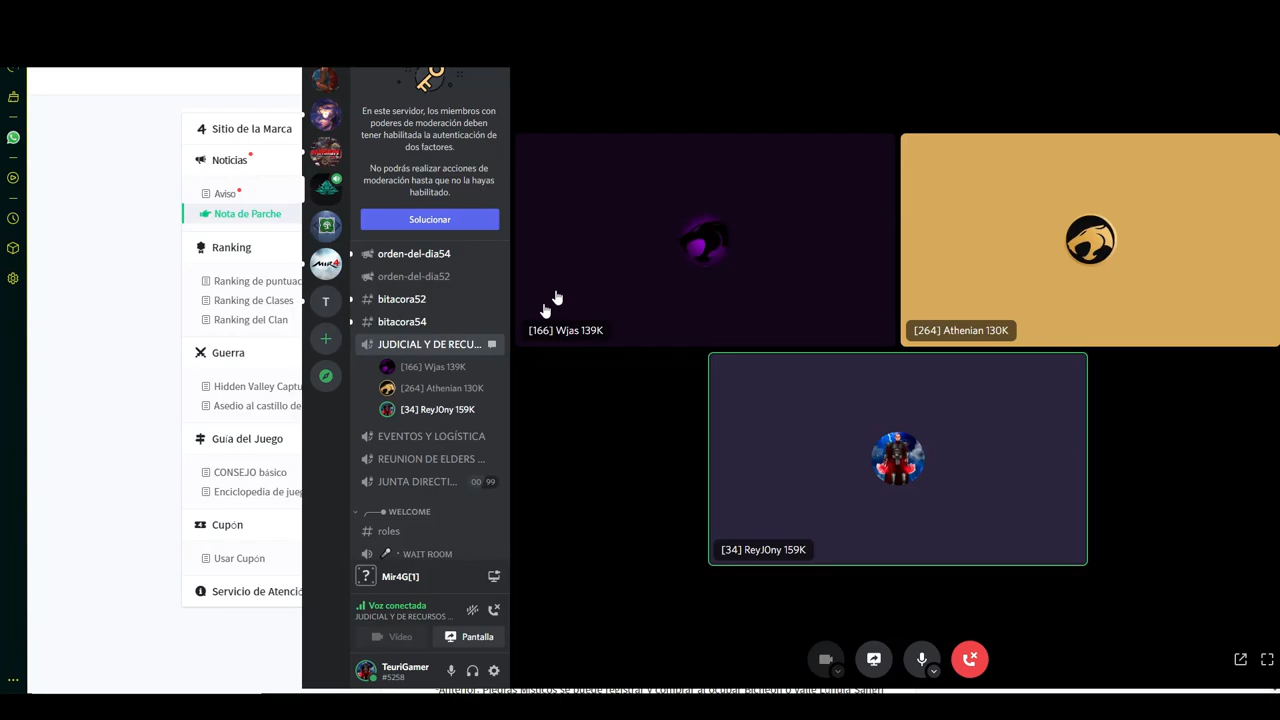 Sitio de la Marca
Noticias
Aviso
Nota de Parche
Ranking
Ranking de puntuac
Ranking de Clases
Ranking del Clan
Guerra
Hidden Valley Captu
Asedio al castillo de
Guía del Juego
CONSEJO básico
Enciclopedia de jueg
Cupón
Usar Cupón
Servicio de Atenci
MIR4
T
En este servidor, los miembros con
poderes de moderación deben
tener habilitada la autenticación de
dos factores.
No podrás realizar acciones de
moderación hasta que no la hayas
habilitado.
Solucionar
orden-del-dia54
orden-del-dia52
bitacora52
bitacora54
JUDICIAL Y DE RECU...
[166] Wjas 139K
[264] Athenian 130K
[34] ReyJ0ny 159K
EVENTOS Y LOGÍSTICA
REUNION DE ELDERS ...
JUNTA DIRECTI... 00 99
WELCOME
roles
WAIT ROOM
? Mir4G[1]
Voz conectada
JUDICIAL Y DE RECURSOS ...
Vídeo
Pantalla
TeuriGamer
#5258
[166] Wjas 139K
[264] Athenian 130K
[34] ReyJ0ny 159K